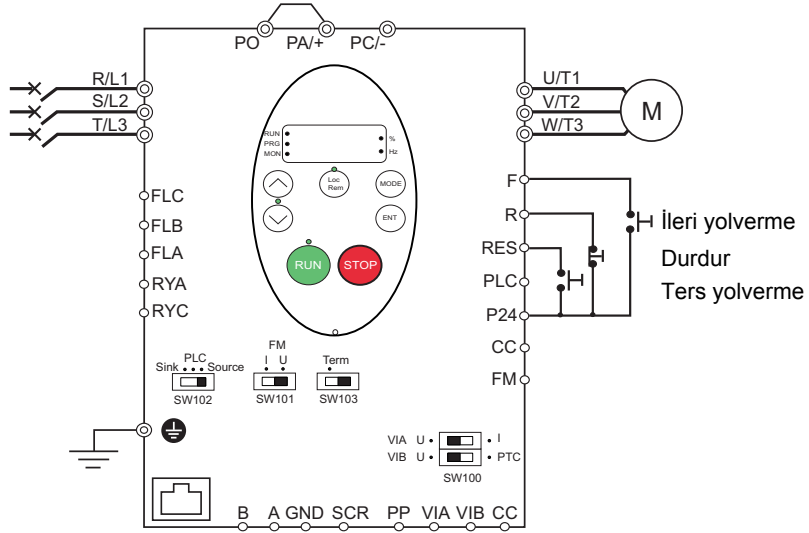 PO PA/+ PC/-
R/L1
S/L2
T/L3
U/T1
V/T2
W/T3
M
RUN
PRG
MON
%
Hz
Loc
Rem
MODE
ENT
RUN
STOP
FLC
FLB
FLA
RYA
RYC
F
R
RES
PLC
P24
CC
FM
İleri yolverme
Durdur
Ters yolverme
PLC
Sink Source
SW102
FM
I U
SW101
Term
SW103
VIA U I
VIB U PTC
SW100
B A GND SCR PP VIA VIB CC